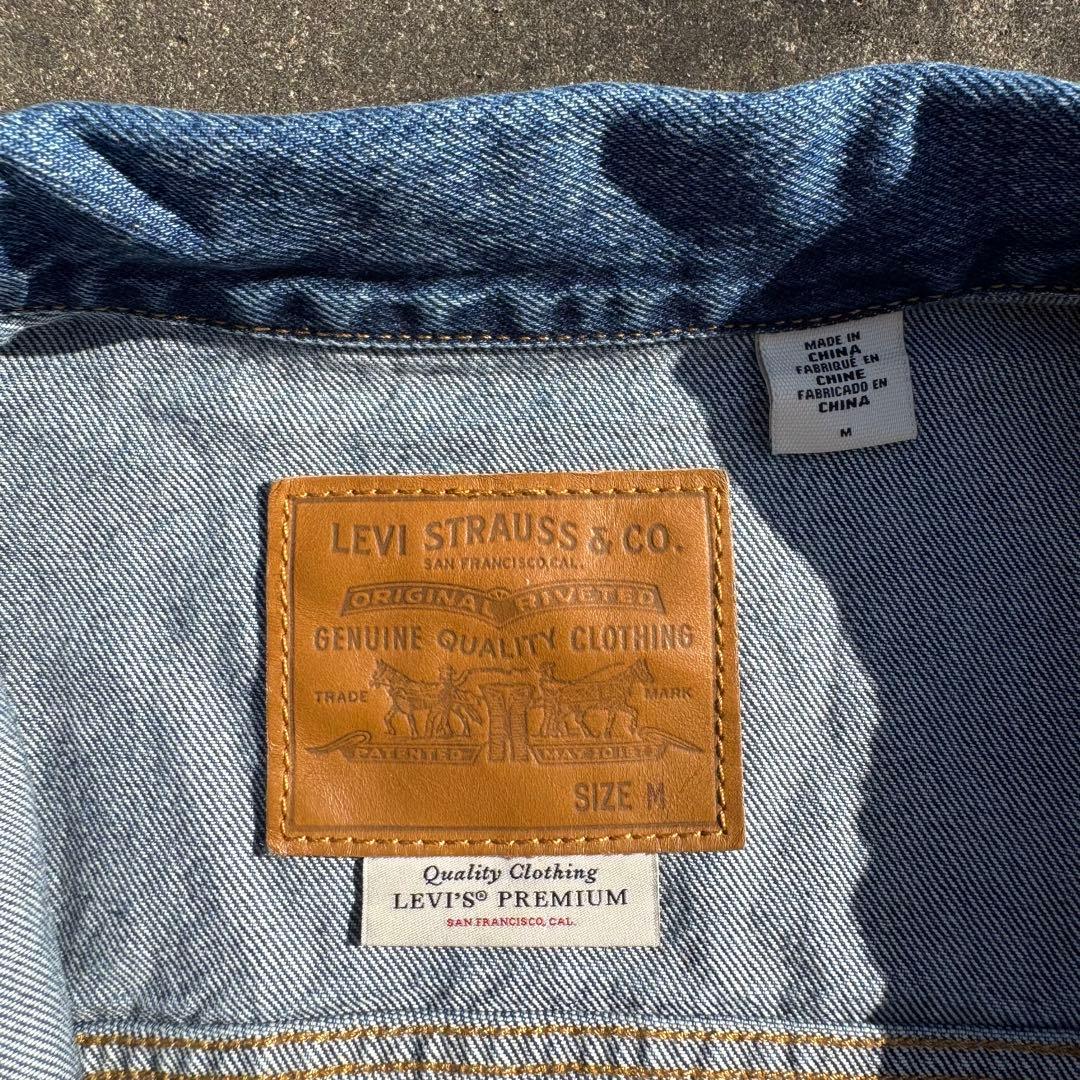 MADE IN
CHINA
FABRIQUÉ EN
CHINE
FABRICADO EN
CHINA
M
LEVI STRAUSS & CO.
SAN FRANCISCO, CAL.
ORIGINAL RIVETED
GENUINE QUALITY CLOTHING
TRADE MARK
PATENTED MAY 20 1873
SIZE M
Quality Clothing
LEVI'S® PREMIUM
SAN FRANCISCO, CAL.